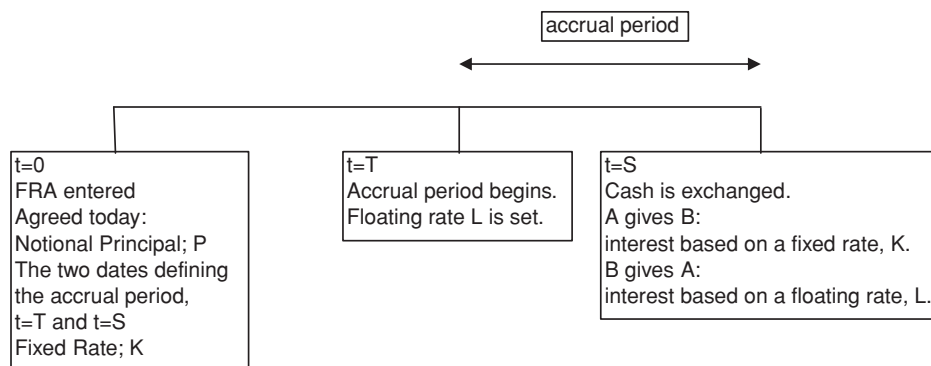 accrual period
t=0
FRA entered
Agreed today:
Notional Principal; P
The two dates defining
the accrual period,
t=T and t=S
Fixed Rate; K
t=T
Accrual period begins.
Floating rate L is set.
t=S
Cash is exchanged.
A gives B:
interest based on a fixed rate, K.
B gives A:
interest based on a floating rate, L.